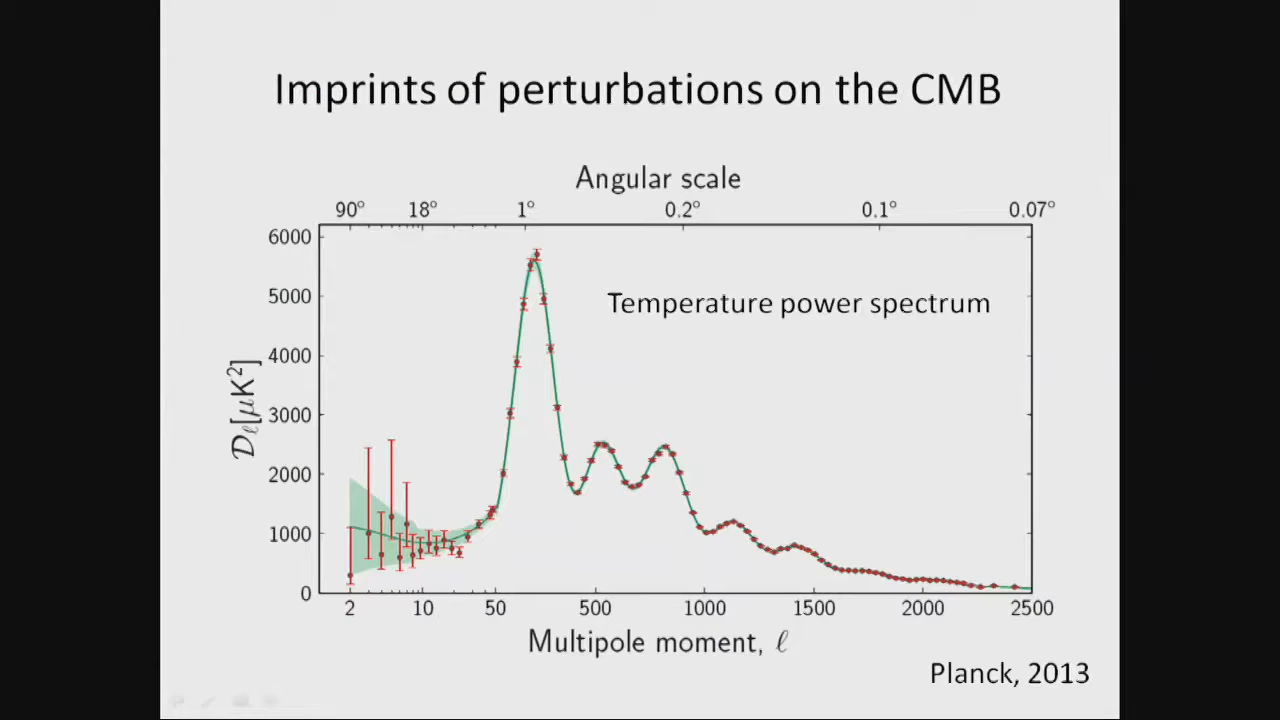 Imprints of perturbations on the CMB
Angular scale
90° 18° 1° 0.2° 0.1° 0.07°
6000
5000
4000
3000
2000
1000
0
Temperature power spectrum
𝒟ℓ[μK²]
2 10 50 500 1000 1500 2000 2500
Multipole moment, ℓ
Planck, 2013